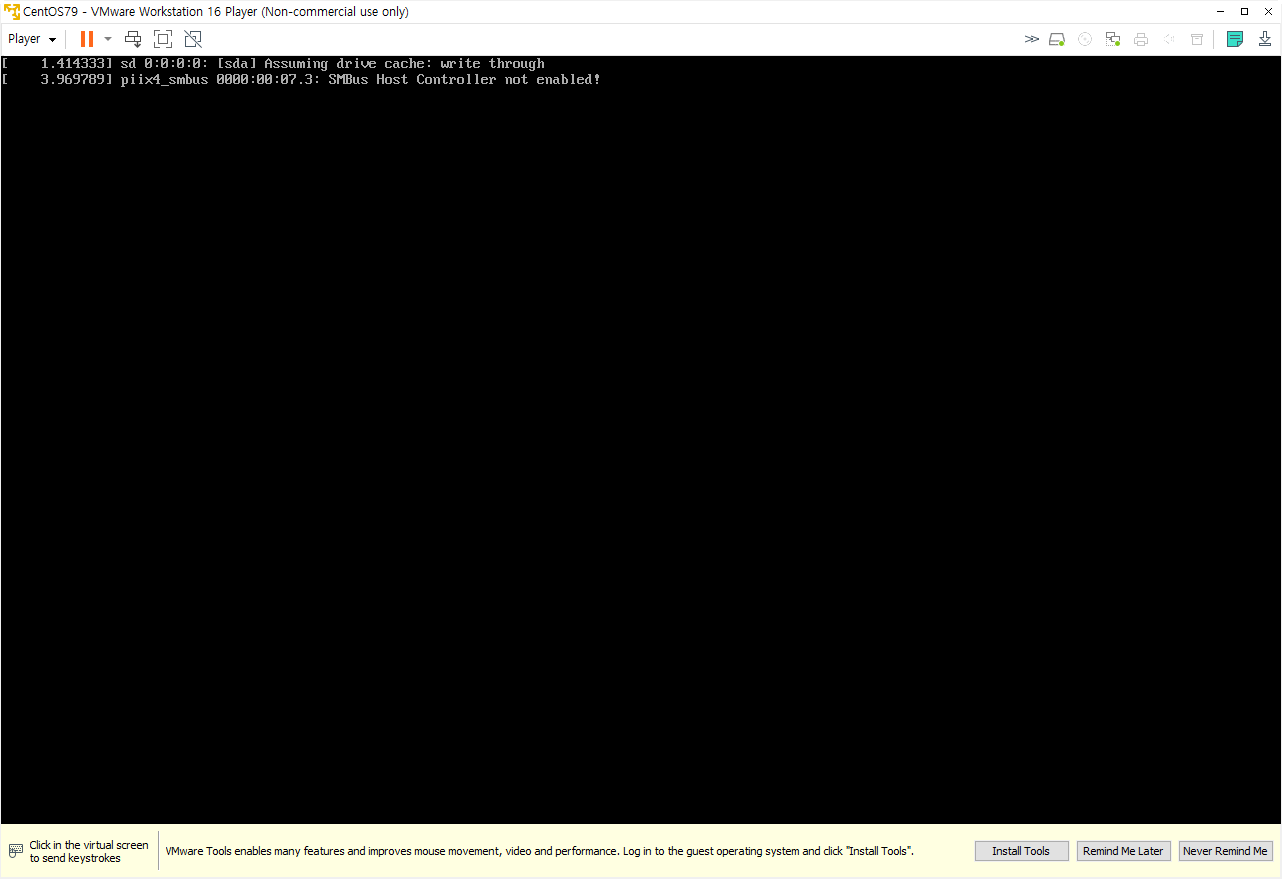 CentOS79 - VMware Workstation 16 Player (Non-commercial use only)
Player
[    1.414333] sd 0:0:0:0: [sda] Assuming drive cache: write through
[    3.969789] piix4_smbus 0000:00:07.3: SMBus Host Controller not enabled!
Click in the virtual screen
to send keystrokes
VMware Tools enables many features and improves mouse movement, video and performance. Log in to the guest operating system and click "Install Tools".
Install Tools
Remind Me Later
Never Remind Me